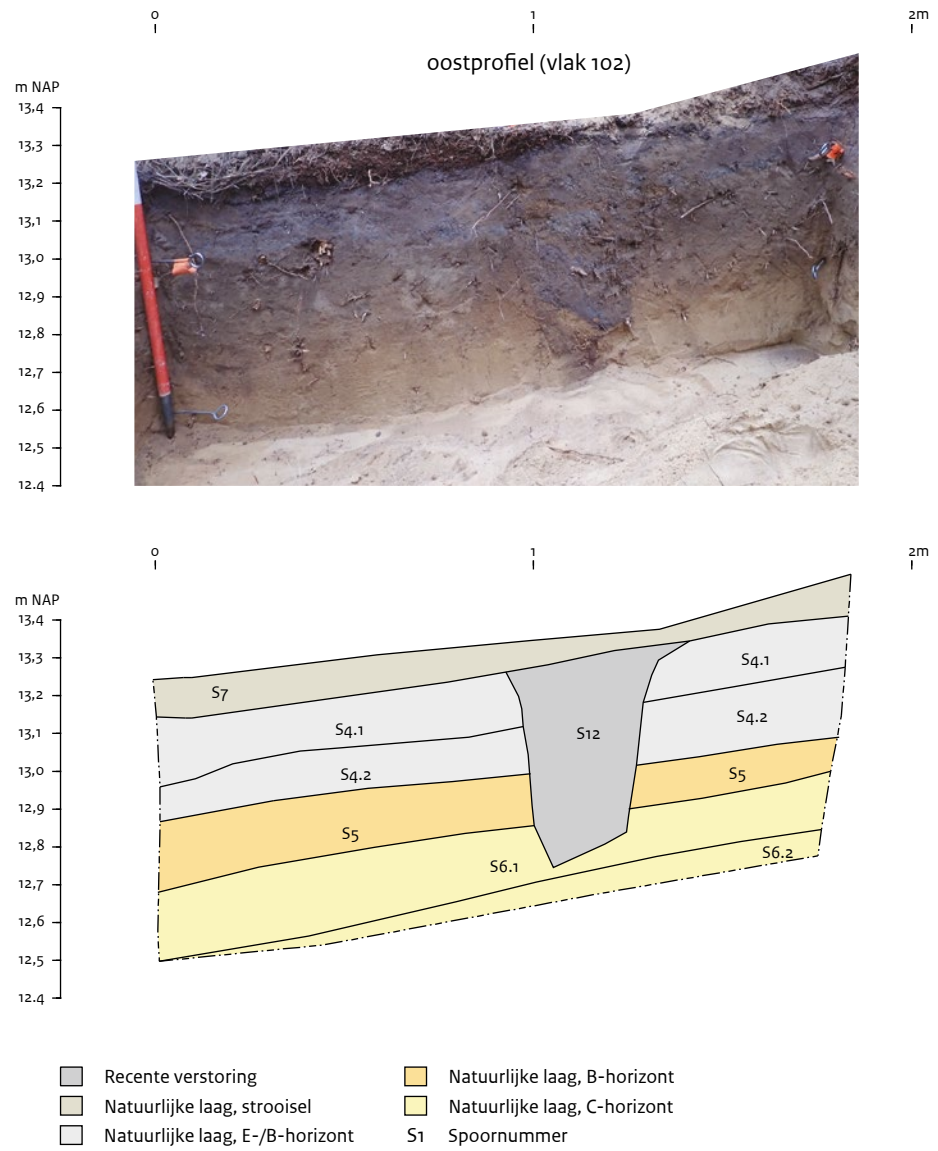 0 1 2m
oostprofiel (vlak 102)
m NAP
13,4
13,3
13,2
13,1
13,0
12,9
12,8
12,7
12,6
12,5
12.4
0 1 2m
m NAP
13,4
13,3
13,2
13,1
13,0
12,9
12,8
12,7
12,6
12,5
12.4
S4.1
S7
S4.2
S4.1
S12
S4.2
S5
S5
S6.1
S6.2
Recente verstoring
Natuurlijke laag, strooisel
Natuurlijke laag, E-/B-horizont
Natuurlijke laag, B-horizont
Natuurlijke laag, C-horizont
S1 Spoornummer